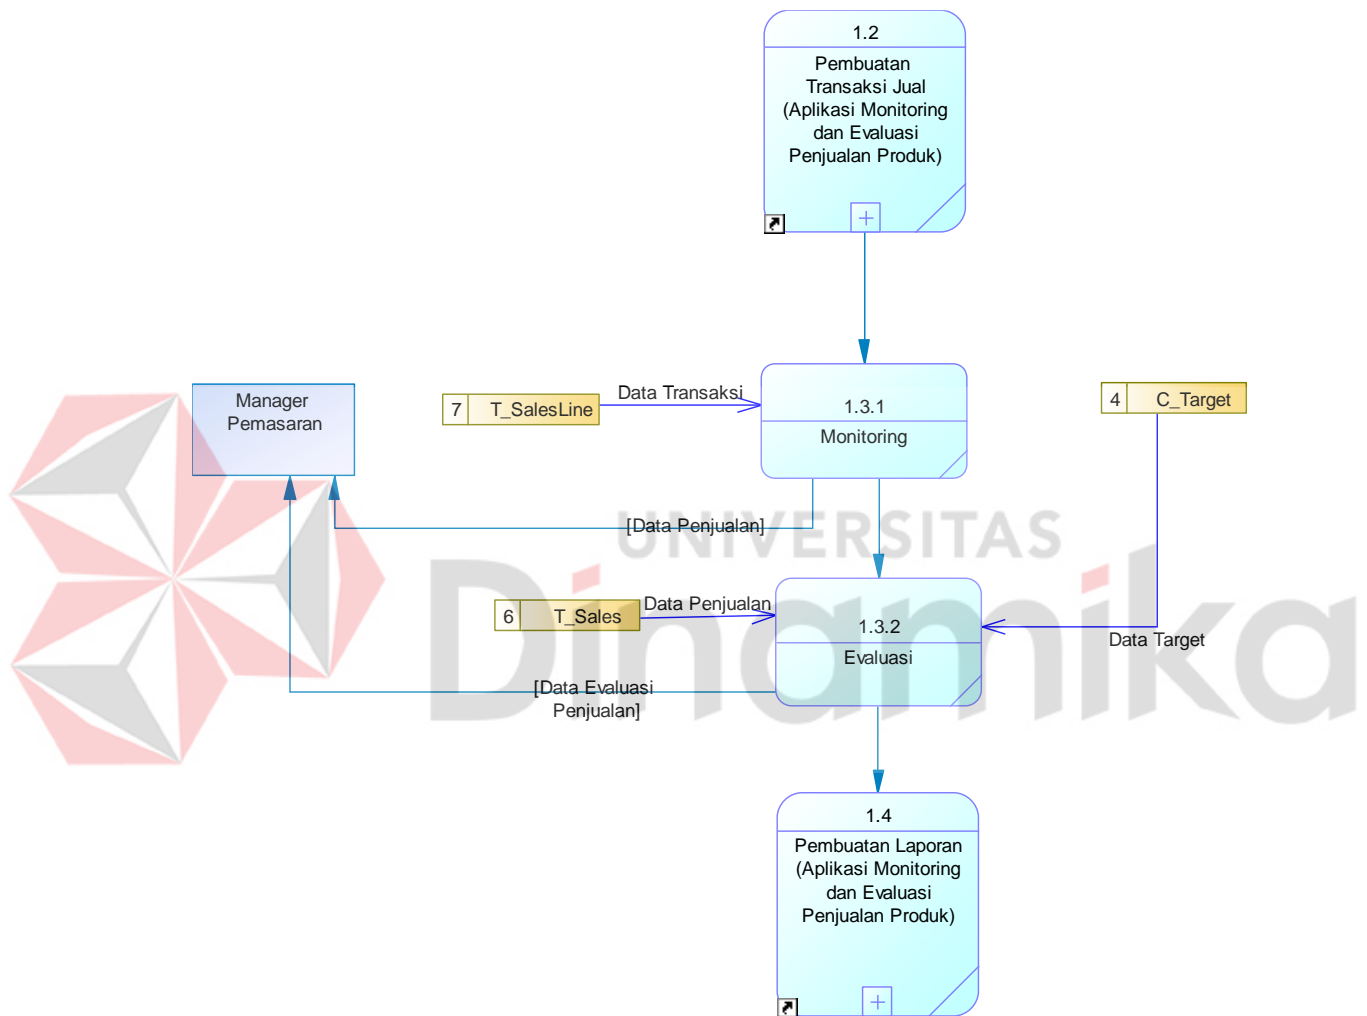 1.2
Pembuatan
Transaksi Jual
(Aplikasi Monitoring
dan Evaluasi
Penjualan Produk)
Manager
Pemasaran
7 T_SalesLine
Data Transaksi
1.3.1
Monitoring
4 C_Target
[Data Penjualan]
UNIVERSITAS
Dinamika
6 T_Sales
Data Penjualan
1.3.2
Evaluasi
Data Target
[Data Evaluasi
Penjualan]
1.4
Pembuatan Laporan
(Aplikasi Monitoring
dan Evaluasi
Penjualan Produk)